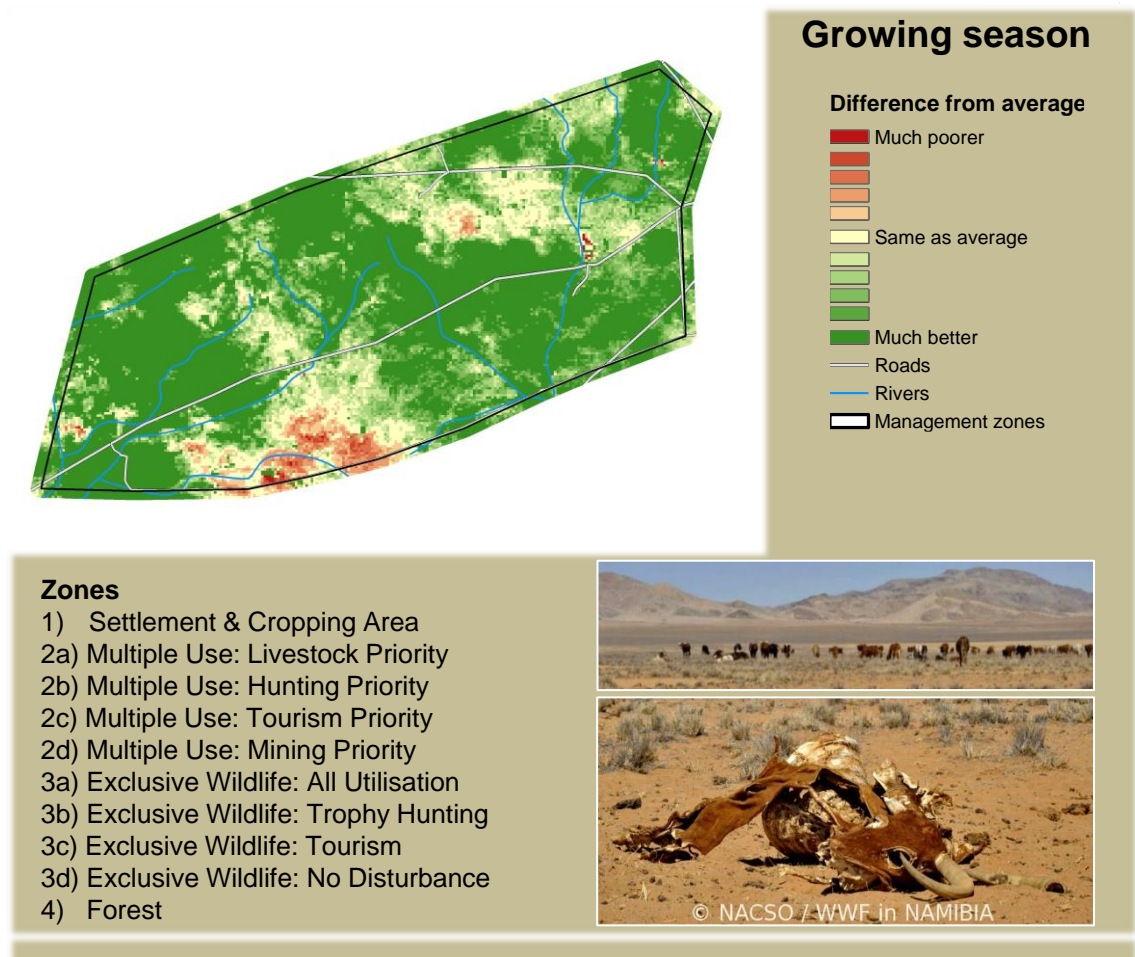 Growing season
Difference from average
Much poorer
Same as average
Much better
Roads
Rivers
Management zones
Zones
1) Settlement & Cropping Area
2a) Multiple Use: Livestock Priority
2b) Multiple Use: Hunting Priority
2c) Multiple Use: Tourism Priority
2d) Multiple Use: Mining Priority
3a) Exclusive Wildlife: All Utilisation
3b) Exclusive Wildlife: Trophy Hunting
3c) Exclusive Wildlife: Tourism
3d) Exclusive Wildlife: No Disturbance
4) Forest
© NACSO / WWF in NAMIBIA